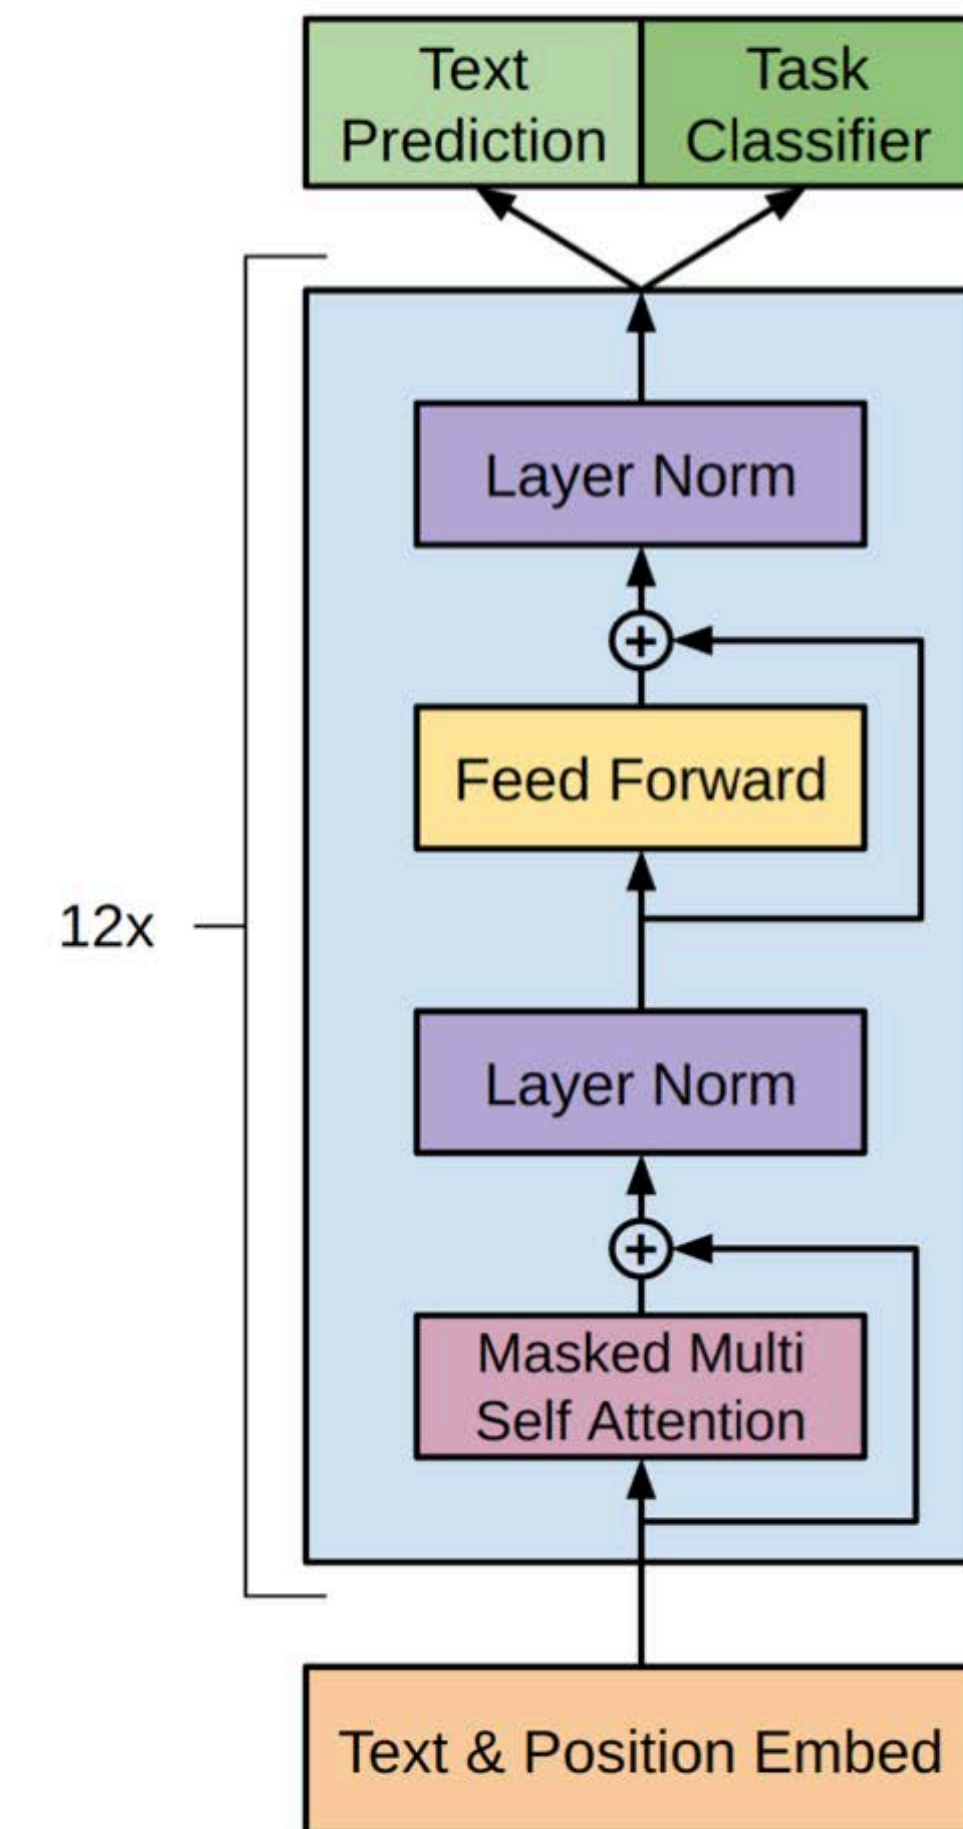 Text
Prediction
Task
Classifier
Layer Norm
+
Feed Forward
12x
Layer Norm
+
Masked Multi
Self Attention
Text & Position Embed